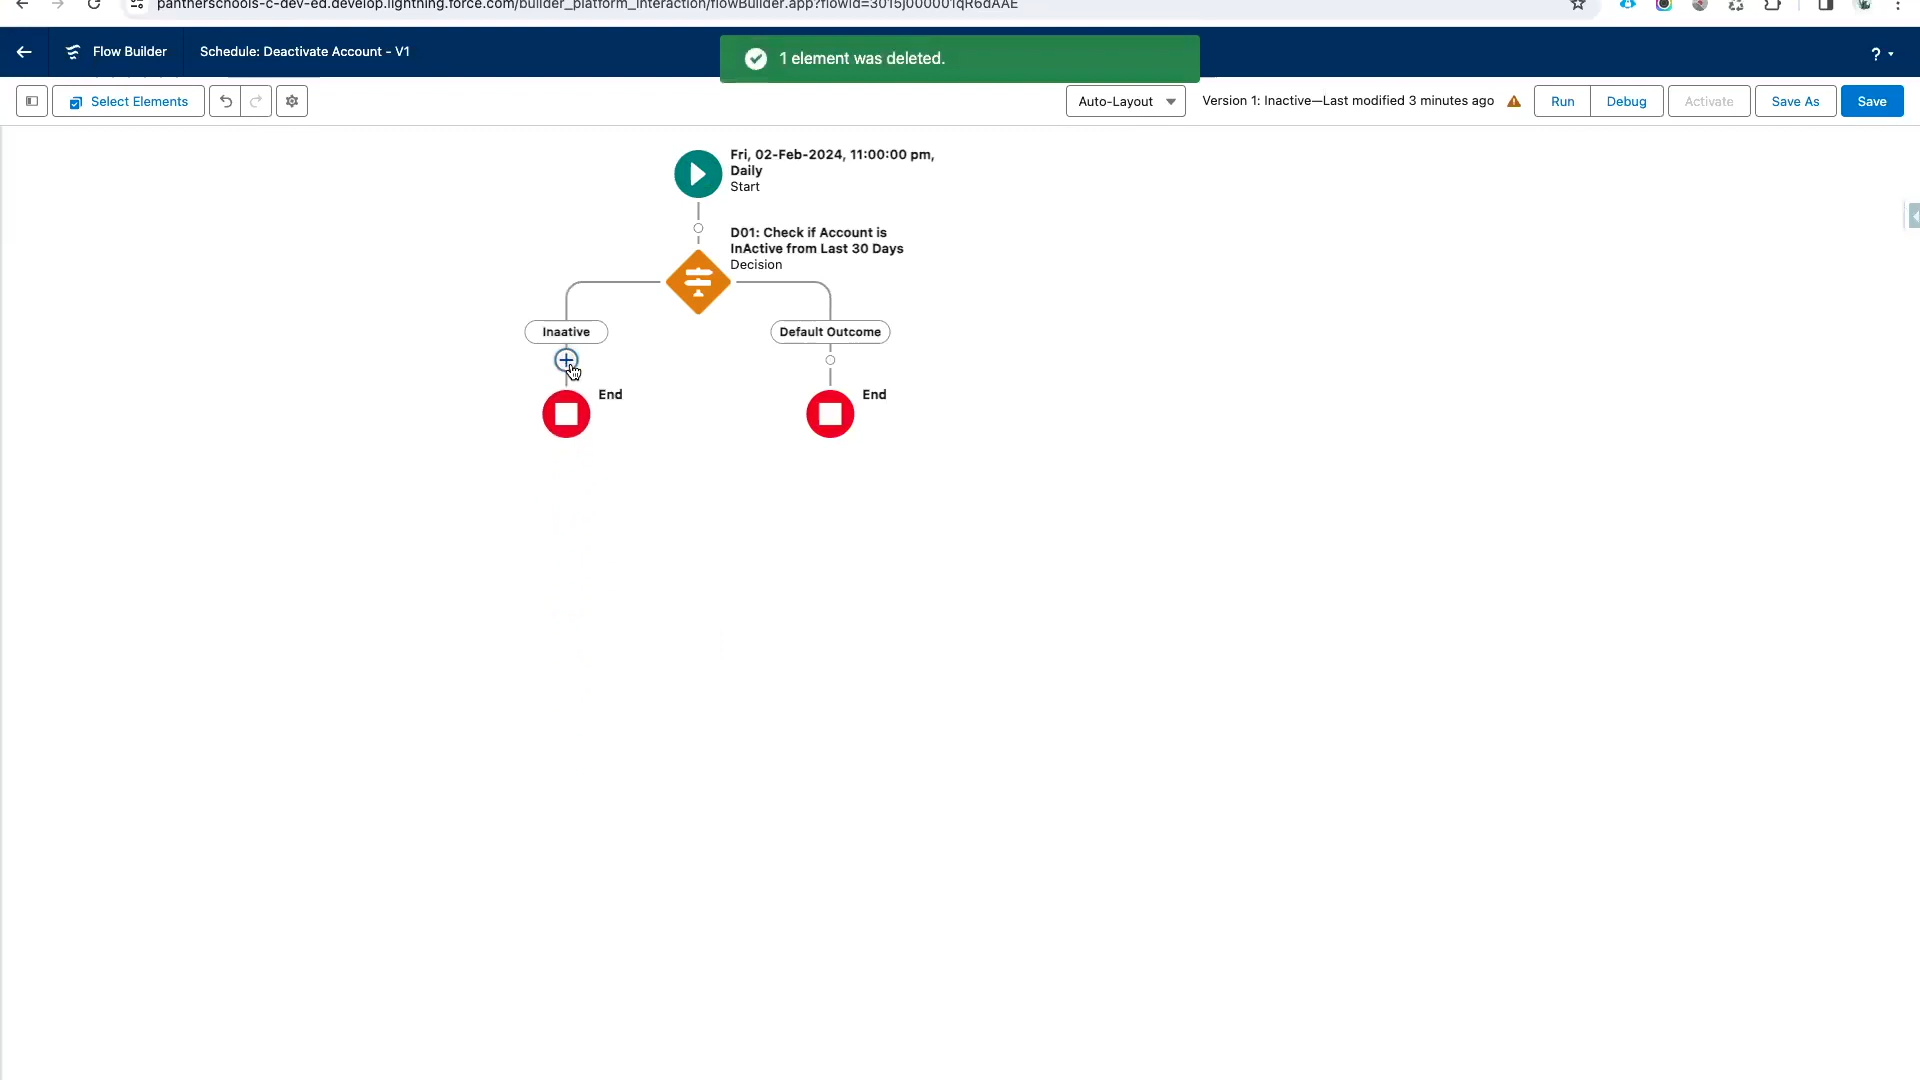 pantherschools-c-dev-ed.develop.lightning.force.com/builder_platform_interaction/flowBuilder.app?flowId=3015j000001qR6dAAE
Flow Builder
Schedule: Deactivate Account - V1
1 element was deleted.
?
Select Elements
Auto-Layout
Version 1: Inactive—Last modified 3 minutes ago
Run
Debug
Activate
Save As
Save
Fri, 02-Feb-2024, 11:00:00 pm,
Daily
Start
D01: Check if Account is
InActive from Last 30 Days
Decision
Inaative
Default Outcome
End
End